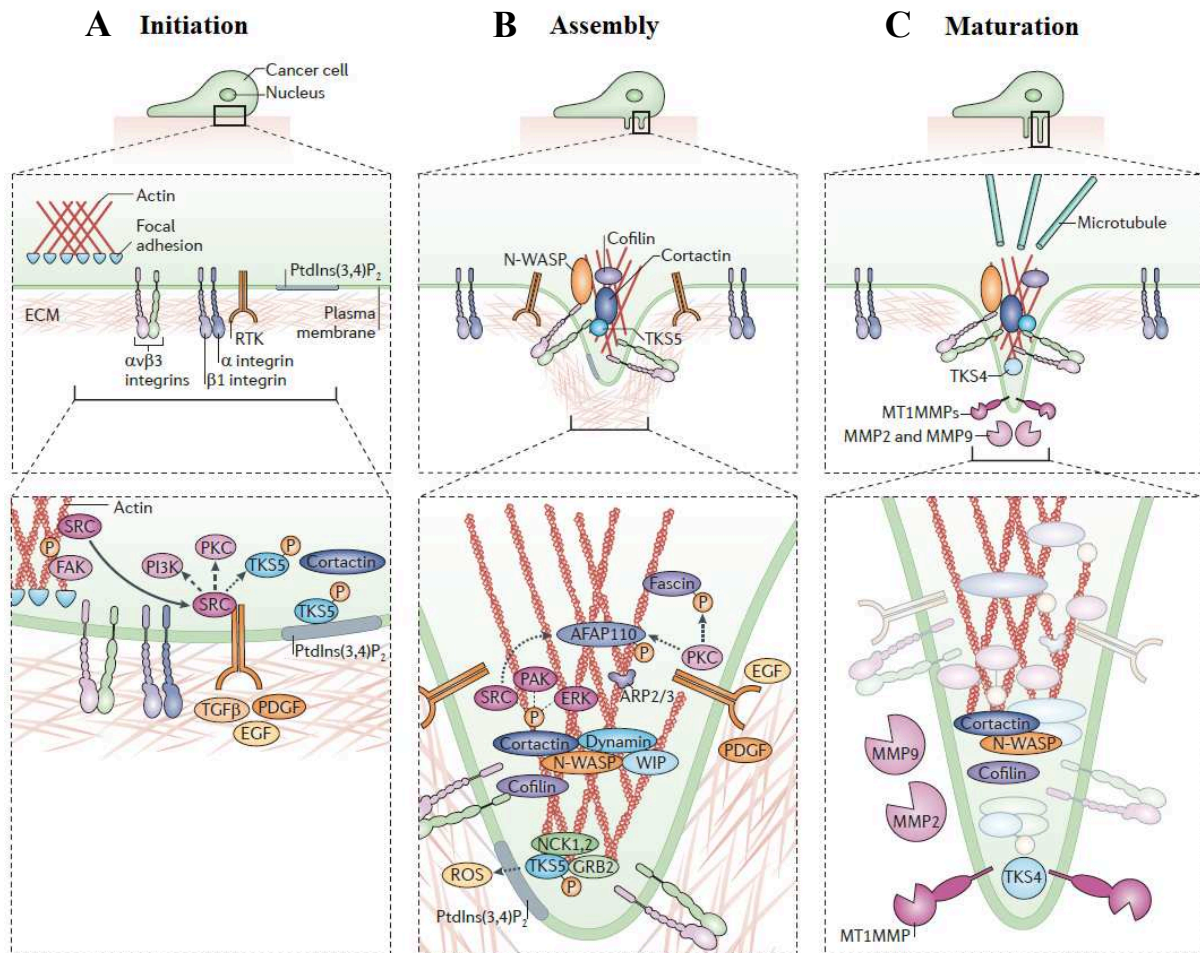 A Initiation
B Assembly
C Maturation
Cancer cell
Nucleus
Actin
Focal
adhesion
PtdIns(3,4)P2
ECM
Plasma
membrane
RTK
αvβ3
integrins
α integrin
β1 integrin
Cofilin
N-WASP
Cortactin
TKS5
Microtubule
TKS4
MT1MMPs
MMP2 and MMP9
Actin
SRC
P
FAK
PKC
P
PI3K
TKS5
Cortactin
SRC
P
TKS5
PtdIns(3,4)P2
TGFβ
PDGF
EGF
Fascin
P
AFAP110
P
PKC
EGF
PAK
SRC
ERK
ARP2/3
P
Cortactin
Dynamin
PDGF
N-WASP
WIP
Cofilin
NCK1,2
ROS
TKS5
GRB2
P
PtdIns(3,4)P2
Cortactin
N-WASP
MMP9
Cofilin
MMP2
TKS4
MT1MMP